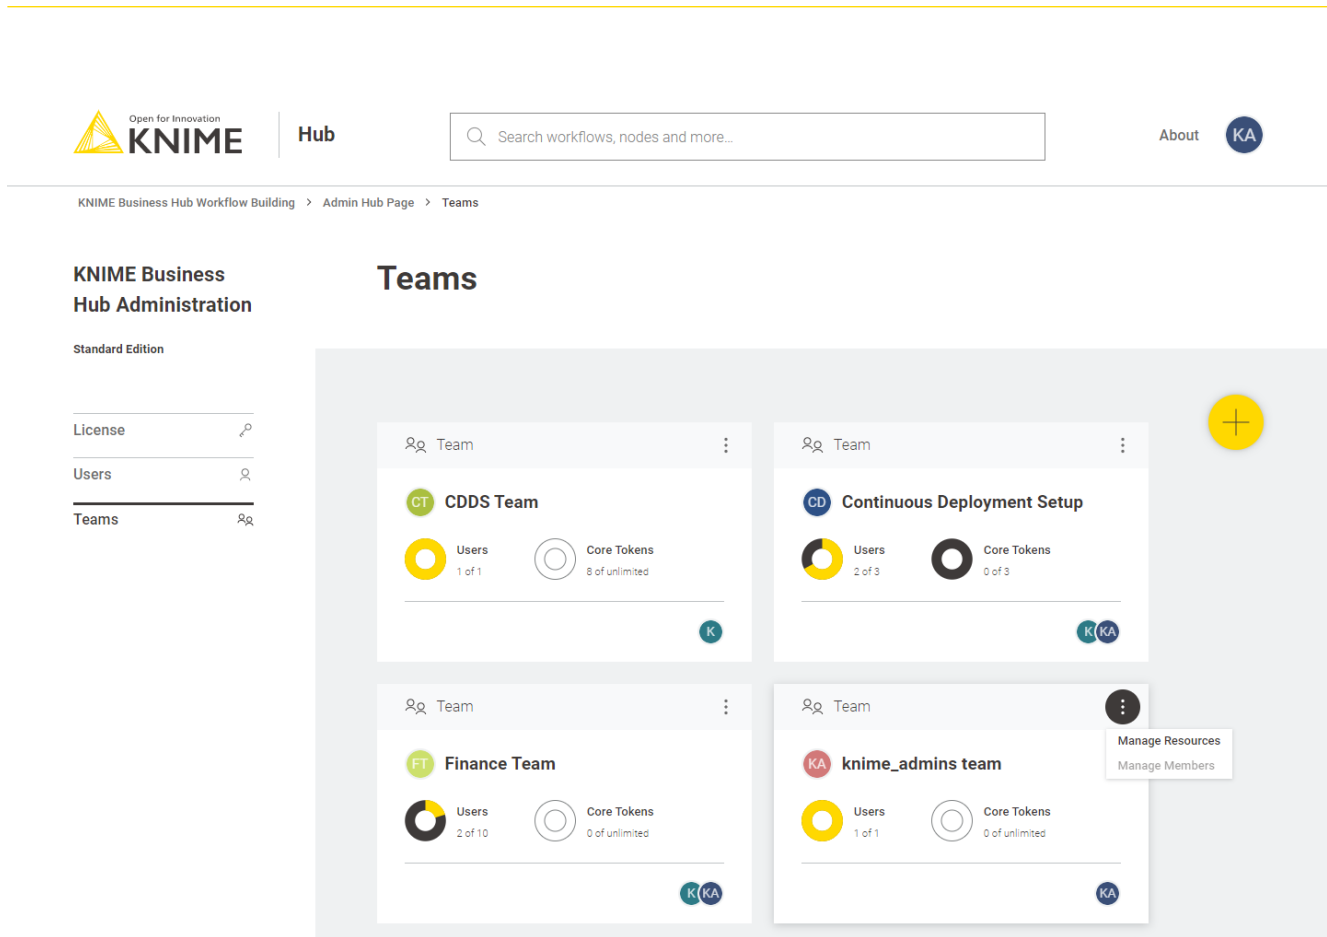 Open for Innovation
KNIME
Hub
Search workflows, nodes and more...
About
KA
KNIME Business Hub Workflow Building > Admin Hub Page > Teams
KNIME Business
Hub Administration
Standard Edition
License
Users
Teams
Teams
Team
CT CDDS Team
Users
1 of 1
Core Tokens
8 of unlimited
K
Team
CD Continuous Deployment Setup
Users
2 of 3
Core Tokens
0 of 3
K KA
Team
FT Finance Team
Users
2 of 10
Core Tokens
0 of unlimited
K KA
Team
Manage Resources
Manage Members
KA knime_admins team
Users
1 of 1
Core Tokens
0 of unlimited
KA